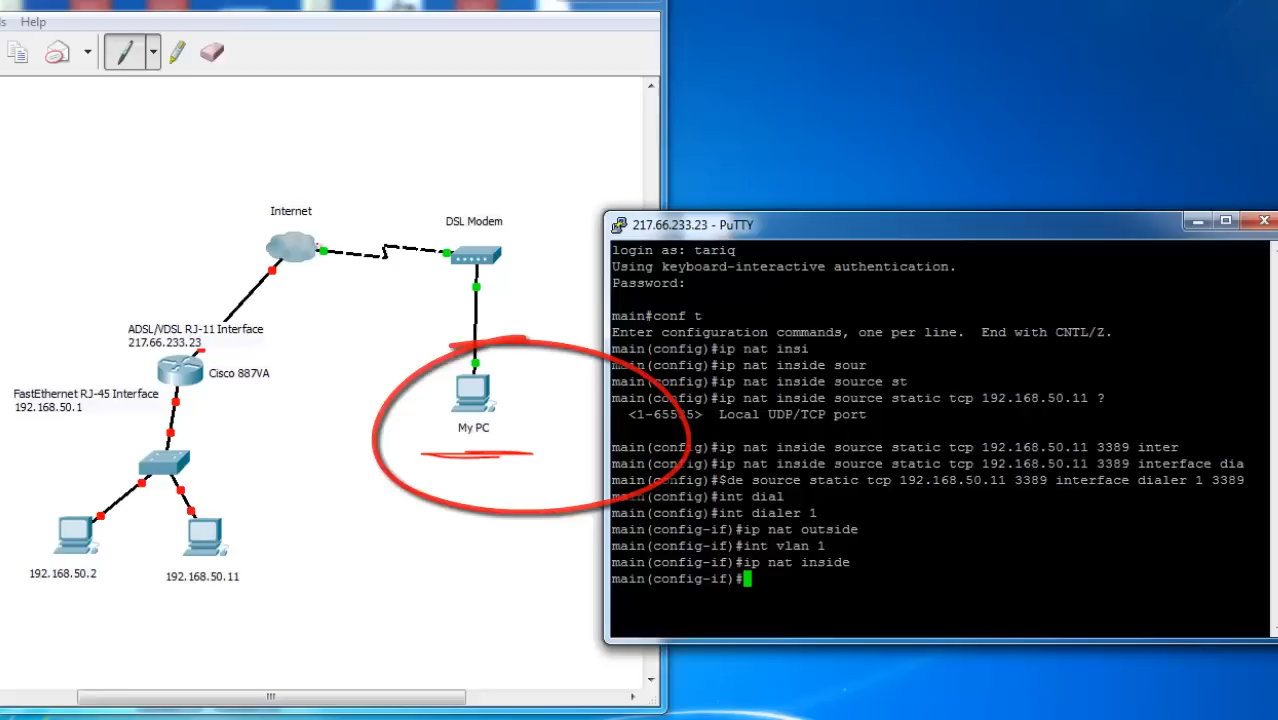 s Help
Internet
DSL Modem
ADSL/VDSL RJ-11 Interface
217.66.233.23
Cisco 887VA
FastEthernet RJ-45 Interface
192.168.50.1
My PC
192.168.50.2
192.168.50.11
217.66.233.23 - PuTTY
login as: tariq
Using keyboard-interactive authentication.
Password:
main#conf t
Enter configuration commands, one per line.  End with CNTL/Z.
main(config)#ip nat insi
main(config)#ip nat inside sour
main(config)#ip nat inside source st
main(config)#ip nat inside source static tcp 192.168.50.11 ?
<1-65535>  Local UDP/TCP port
main(config)#ip nat inside source static tcp 192.168.50.11 3389 inter
main(config)#ip nat inside source static tcp 192.168.50.11 3389 interface dia
main(config)#$de source static tcp 192.168.50.11 3389 interface dialer 1 3389
main(config)#int dial
main(config)#int dialer 1
main(config-if)#ip nat outside
main(config-if)#int vlan 1
main(config-if)#ip nat inside
main(config-if)#